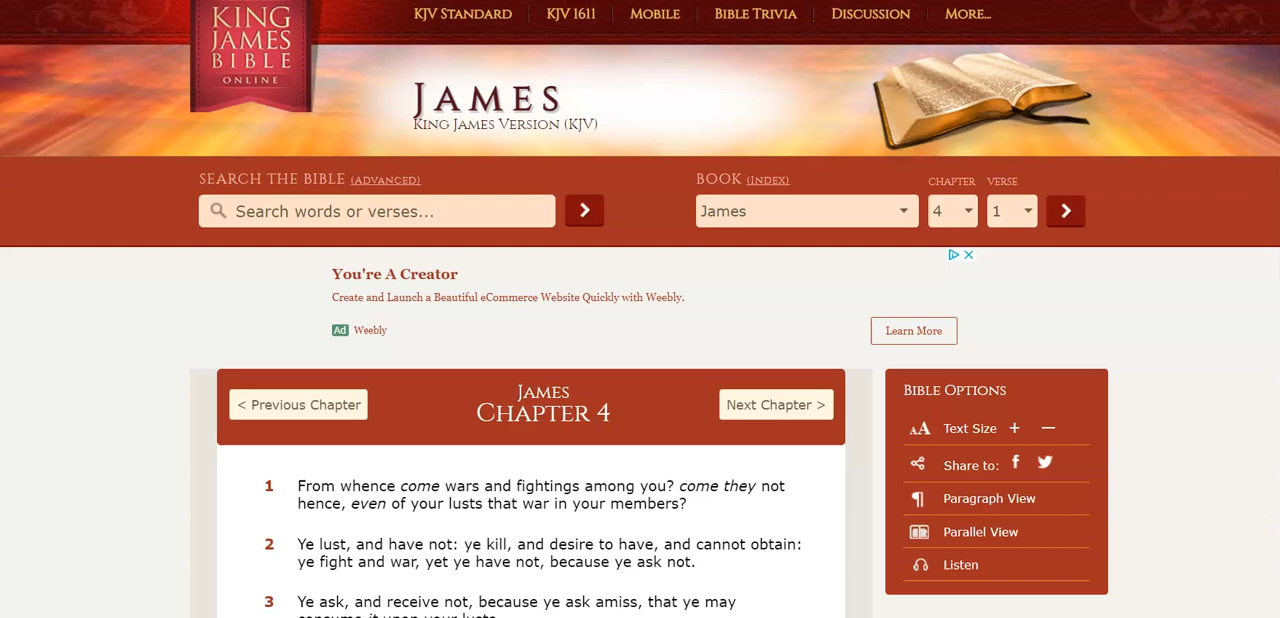 KING
JAMES
BIBLE
ONLINE
KJV STANDARD
KJV 1611
MOBILE
BIBLE TRIVIA
DISCUSSION
MORE...
JAMES
KING JAMES VERSION (KJV)
SEARCH THE BIBLE (ADVANCED)
Search words or verses...
BOOK (INDEX)
CHAPTER
VERSE
James
4
1
You're A Creator
Create and Launch a Beautiful eCommerce Website Quickly with Weebly.
Ad Weebly
Learn More
< Previous Chapter
JAMES
CHAPTER 4
Next Chapter >
1 From whence come wars and fightings among you? come they not
hence, even of your lusts that war in your members?
2 Ye lust, and have not: ye kill, and desire to have, and cannot obtain:
ye fight and war, yet ye have not, because ye ask not.
3 Ye ask, and receive not, because ye ask amiss, that ye may
consume it upon your lusts.
BIBLE OPTIONS
AA Text Size + —
Share to:
Paragraph View
Parallel View
Listen